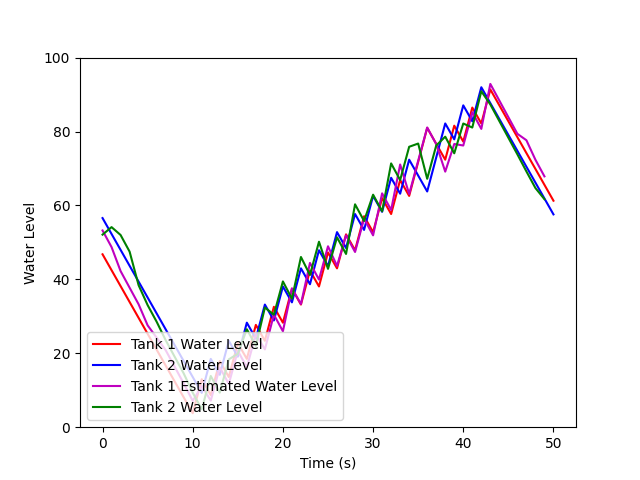 100
80
60
40
20
0
Water Level
Tank 1 Water Level
Tank 2 Water Level
Tank 1 Estimated Water Level
Tank 2 Water Level
0 10 20 30 40 50
Time (s)